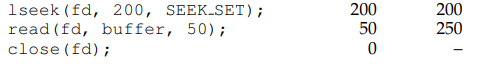 lseek(fd, 200, SEEK_SET); 200 200
read(fd, buffer, 50); 50 250
close(fd); 0 –